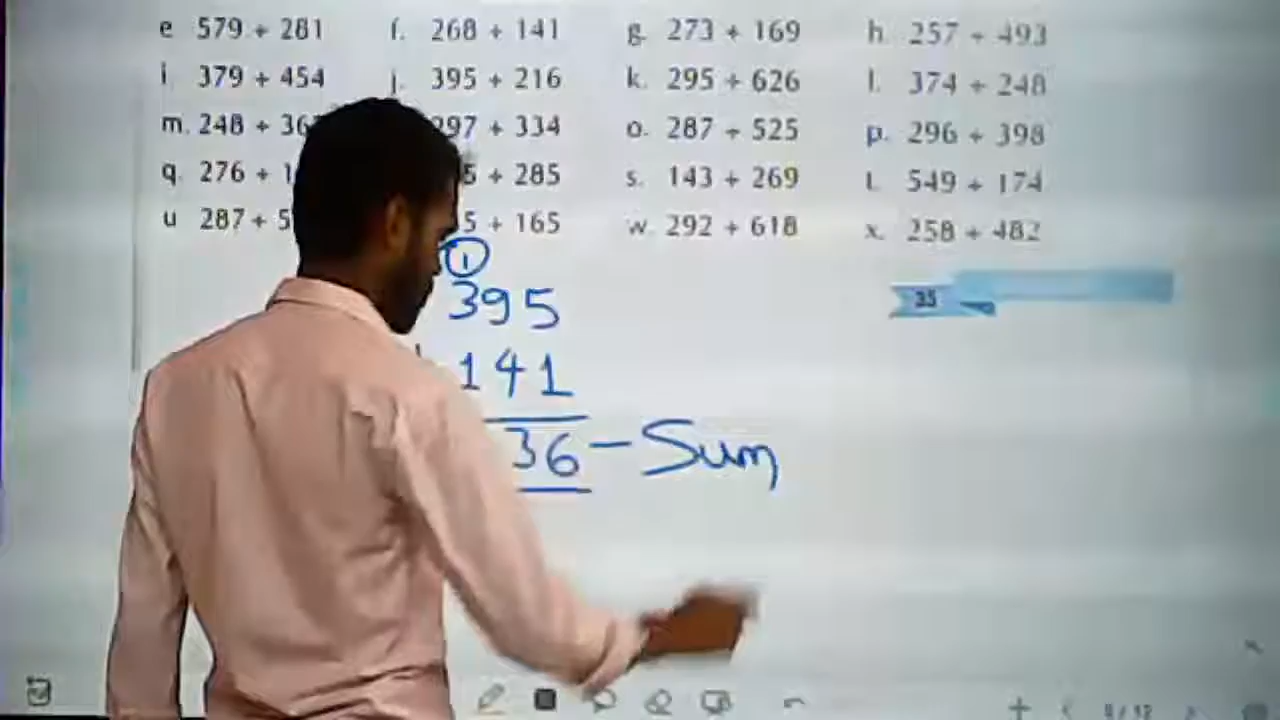 e 579 + 281 f. 268 + 141 g. 273 + 169 h. 257 + 493
i. 379 + 454 j. 395 + 216 k. 295 + 626 l. 374 + 248
m. 248 + 36 297 + 334 o. 287 + 525 p. 296 + 398
q. 276 + 1 5 + 285 s. 143 + 269 t. 549 + 174
u 287 + 5 5 + 165 w. 292 + 618 x. 258 + 482
1
395
35
141
36 – Sum